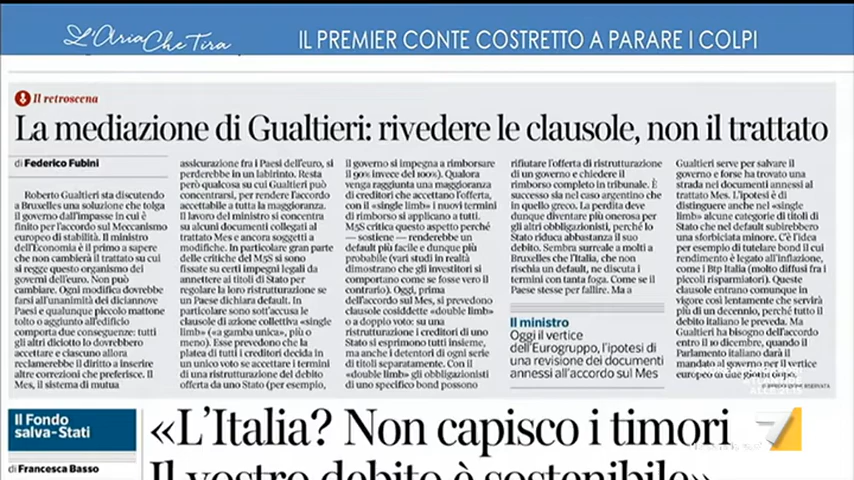 L'Aria Che Tira
IL PREMIER CONTE COSTRETTO A PARARE I COLPI
Il retroscena
La mediazione di Gualtieri: rivedere le clausole, non il trattato
di Federico Fubini
Roberto Gualtieri sta discutendo
a Bruxelles una soluzione che tolga
il governo dall'impasse in cui è
finito per l'accordo sul Meccanismo
europeo di stabilità. Il ministro
dell'Economia è il primo a sapere
che non cambierà il trattato su cui
si regge questo organismo dei
governi dell'euro. Non può
cambiare. Ogni modifica dovrebbe
farsi all'unanimità dei diciannove
Paesi e qualunque piccolo mattone
tolto o aggiunto all'edificio
comporta due conseguenze: tutti
gli altri diciotto lo dovrebbero
accettare e ciascuno allora
reclamerebbe il diritto a inserire
altre correzioni che preferisce. Il
Mes, il sistema di mutua
assicurazione fra i Paesi dell'euro, si
perderebbe in un labirinto. Resta
però qualcosa su cui Gualtieri può
concentrarsi, per rendere l'accordo
accettabile a tutta la maggioranza.
Il lavoro del ministro si concentra
su alcuni documenti collegati al
trattato Mes e ancora soggetti a
modifiche. In particolare gran parte
delle critiche del M5S si sono
fissate su certi impegni legati da
annettere ai titoli di Stato per
regolare la loro ristrutturazione se
un Paese dichiara default. In
particolare sono sott'accusa le
clausole di azione collettiva «single
limb» («a gamba unica», più o
meno). Esse prevedono che la
platea di tutti i creditori decida in
un unico voto se accettare i termini
di una ristrutturazione del debito
offerta da uno Stato (per esempio,
il governo si impegna a rimborsare
il 90% invece del 100%). Qualora
venga raggiunta una maggioranza
di creditori che accettano l'offerta,
con il «single limb» i nuovi termini
di rimborso si applicano a tutti.
M5S critica questo aspetto perché
— sostiene — renderebbe un
default più facile e dunque più
probabile (vari studi in realtà
dimostrano che gli investitori si
comportano come se fosse vero il
contrario). Oggi, prima
dell'accordo sul Mes, si prevedono
clausole cosiddette «double limb»
o a doppio voto: su una
ristrutturazione i creditori di uno
Stato si esprimono tutti insieme,
ma anche i detentori di ogni serie
di titoli separatamente. Con il
«double limb» gli obbligazionisti
di uno specifico bond possono
rifiutare l'offerta di ristrutturazione
di un governo e chiedere il
rimborso completo in tribunale. È
successo sia nel caso argentino che
in quello greco. La perdita deve
dunque diventare più onerosa per
gli altri obbligazionisti, perché lo
Stato riduca abbastanza il suo
debito. Sembra surreale a molti a
Bruxelles che l'Italia, che non
rischia un default, ne discuta i
termini con tanta foga. Come se il
Paese stesse per fallire. Ma a
Il ministro
Oggi il vertice
dell'Eurogruppo, l'ipotesi di
una revisione dei documenti
annessi all'accordo sul Mes
Gualtieri serve per salvare il
governo e forse ha trovato una
strada nei documenti annessi al
trattato Mes. L'ipotesi è di
distinguere anche nel «single
limb» alcune categorie di titoli di
Stato che nel default subirebbero
una sforbiciata minore. C'è l'idea
per esempio di tutelare bond il cui
rendimento è legato all'inflazione,
come i Btp Italia (molto diffusi fra i
piccoli risparmiatori). Queste
clausole entrano comunque in
vigore così lentamente che servirà
più di un decennio, perché tutto il
debito italiano le preveda. Ma
Gualtieri ha bisogno dell'accordo
entro il 10 dicembre, quando il
Parlamento italiano darà il
mandato al governo per il vertice
europeo di due giorni dopo.
RISERVATA
Il Fondo
salva-Stati
di Francesca Basso
«L'Italia? Non capisco i timori
Il vostro debito è sostenibile»
7